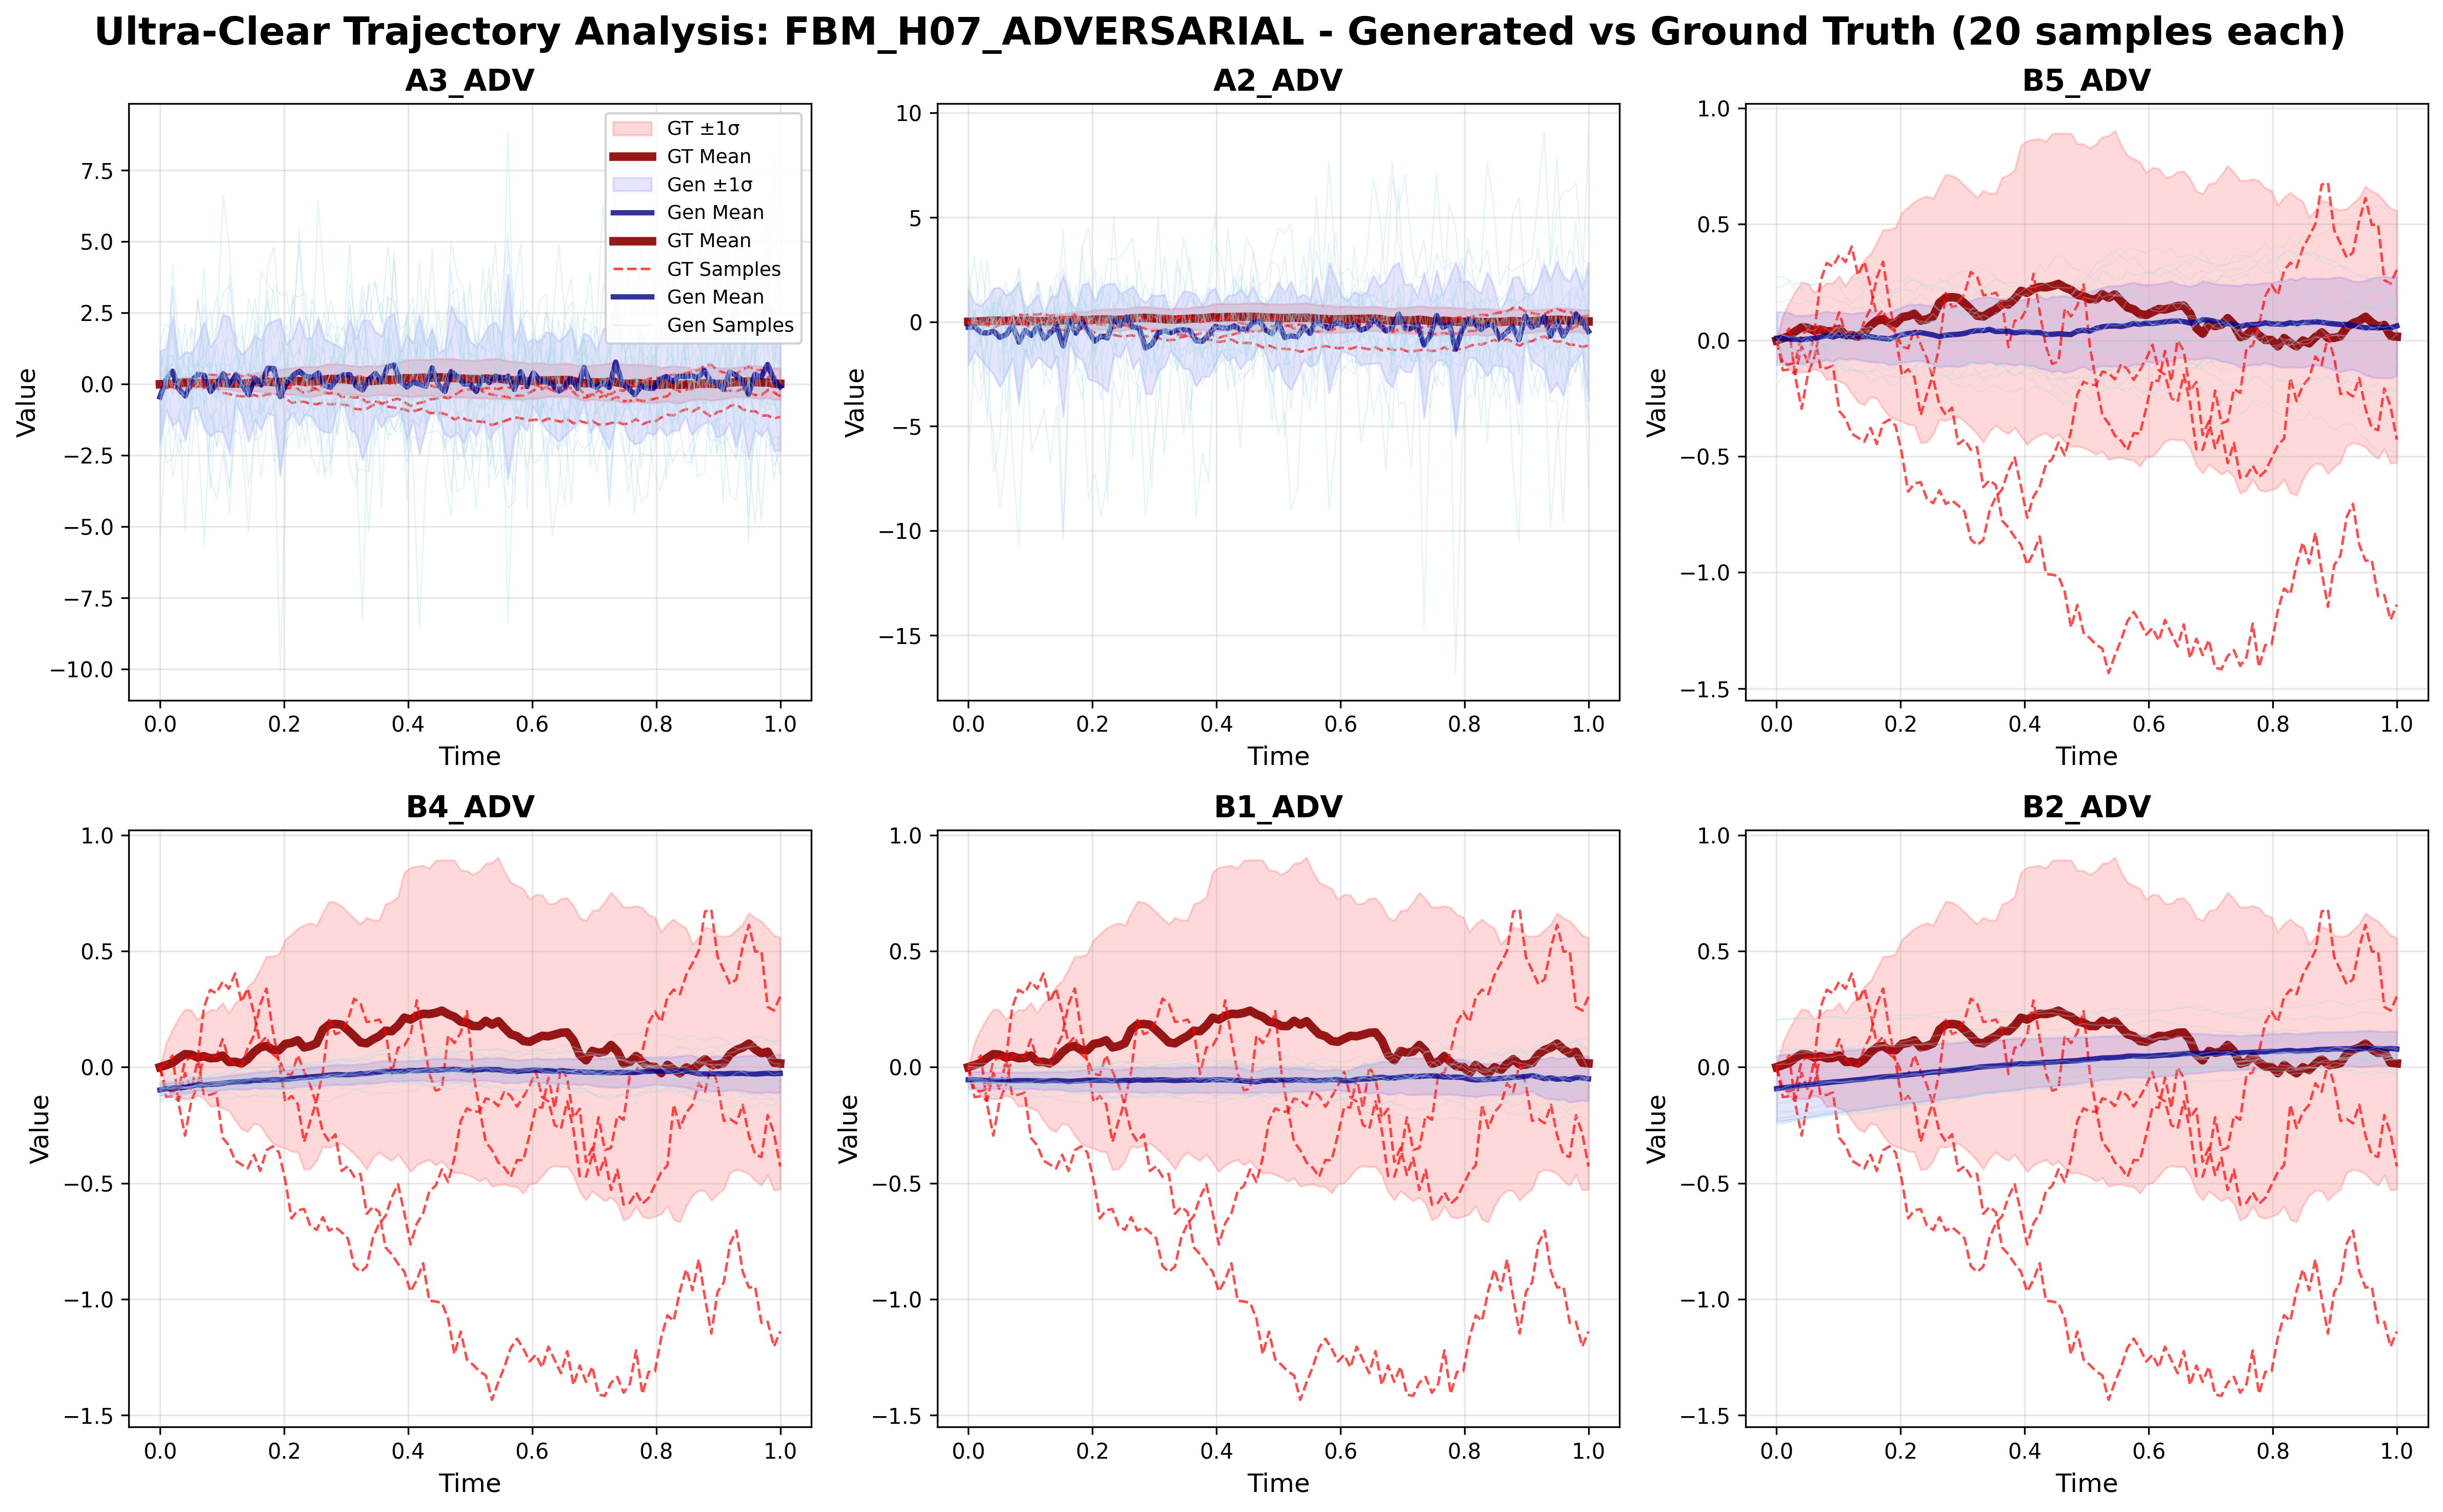 Ultra-Clear Trajectory Analysis: FBM_H07_ADVERSARIAL - Generated vs Ground Truth (20 samples each)
A3_ADV
7.5
5.0
2.5
0.0
−2.5
−5.0
−7.5
−10.0
Value
0.0 0.2 0.4 0.6 0.8 1.0
Time
GT ±1σ
GT Mean
Gen ±1σ
Gen Mean
GT Mean
GT Samples
Gen Mean
Gen Samples
A2_ADV
10
5
0
−5
−10
−15
Value
0.0 0.2 0.4 0.6 0.8 1.0
Time
B5_ADV
1.0
0.5
0.0
−0.5
−1.0
−1.5
Value
0.0 0.2 0.4 0.6 0.8 1.0
Time
B4_ADV
1.0
0.5
0.0
−0.5
−1.0
−1.5
Value
0.0 0.2 0.4 0.6 0.8 1.0
Time
B1_ADV
1.0
0.5
0.0
−0.5
−1.0
−1.5
Value
0.0 0.2 0.4 0.6 0.8 1.0
Time
B2_ADV
1.0
0.5
0.0
−0.5
−1.0
−1.5
Value
0.0 0.2 0.4 0.6 0.8 1.0
Time